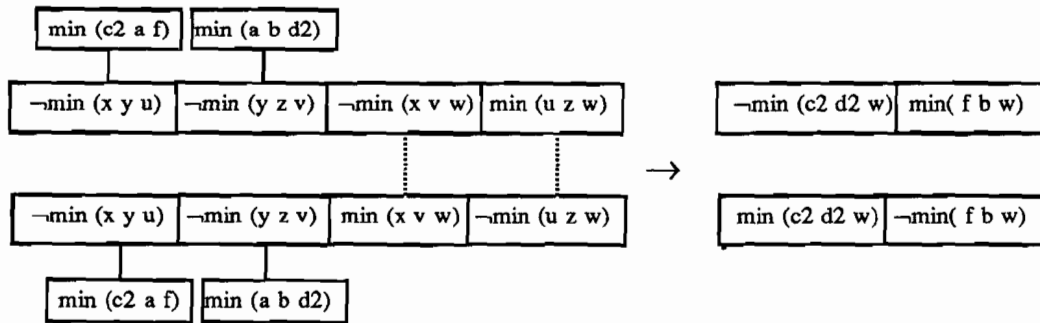 min (c2 a f) min (a b d2)
¬min (x y u) ¬min (y z v) ¬min (x v w) min (u z w) ¬min (c2 d2 w) min( f b w)
→
¬min (x y u) ¬min (y z v) min (x v w) ¬min (u z w) min (c2 d2 w) ¬min( f b w)
min (c2 a f) min (a b d2)